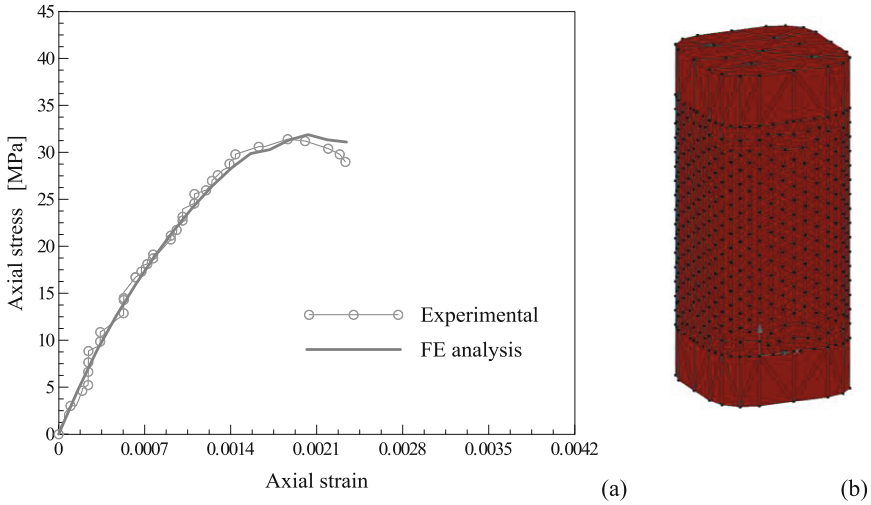 45
40
35
30
25
20
15
10
5
0
Axial stress [MPa]
Experimental
FE analysis
0 0.0007 0.0014 0.0021 0.0028 0.0035 0.0042
Axial strain
(a) (b)